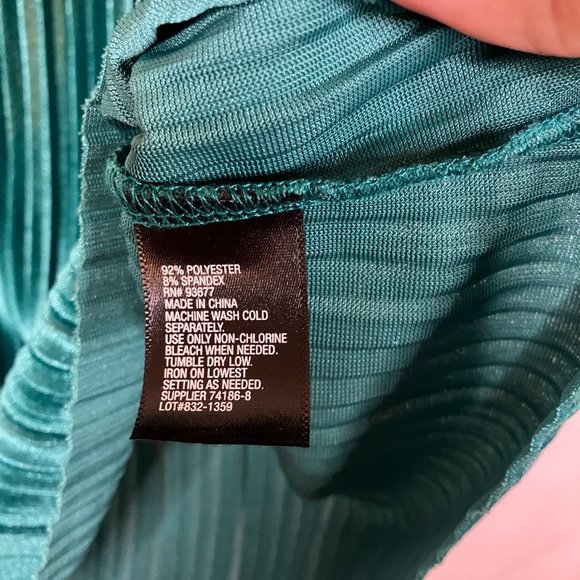 92% POLYESTER
8% SPANDEX
RN# 93677
MADE IN CHINA
MACHINE WASH COLD
SEPARATELY.
USE ONLY NON-CHLORINE
BLEACH WHEN NEEDED.
TUMBLE DRY LOW.
IRON ON LOWEST
SETTING AS NEEDED.
SUPPLIER 74186-8
LOT#832-1359